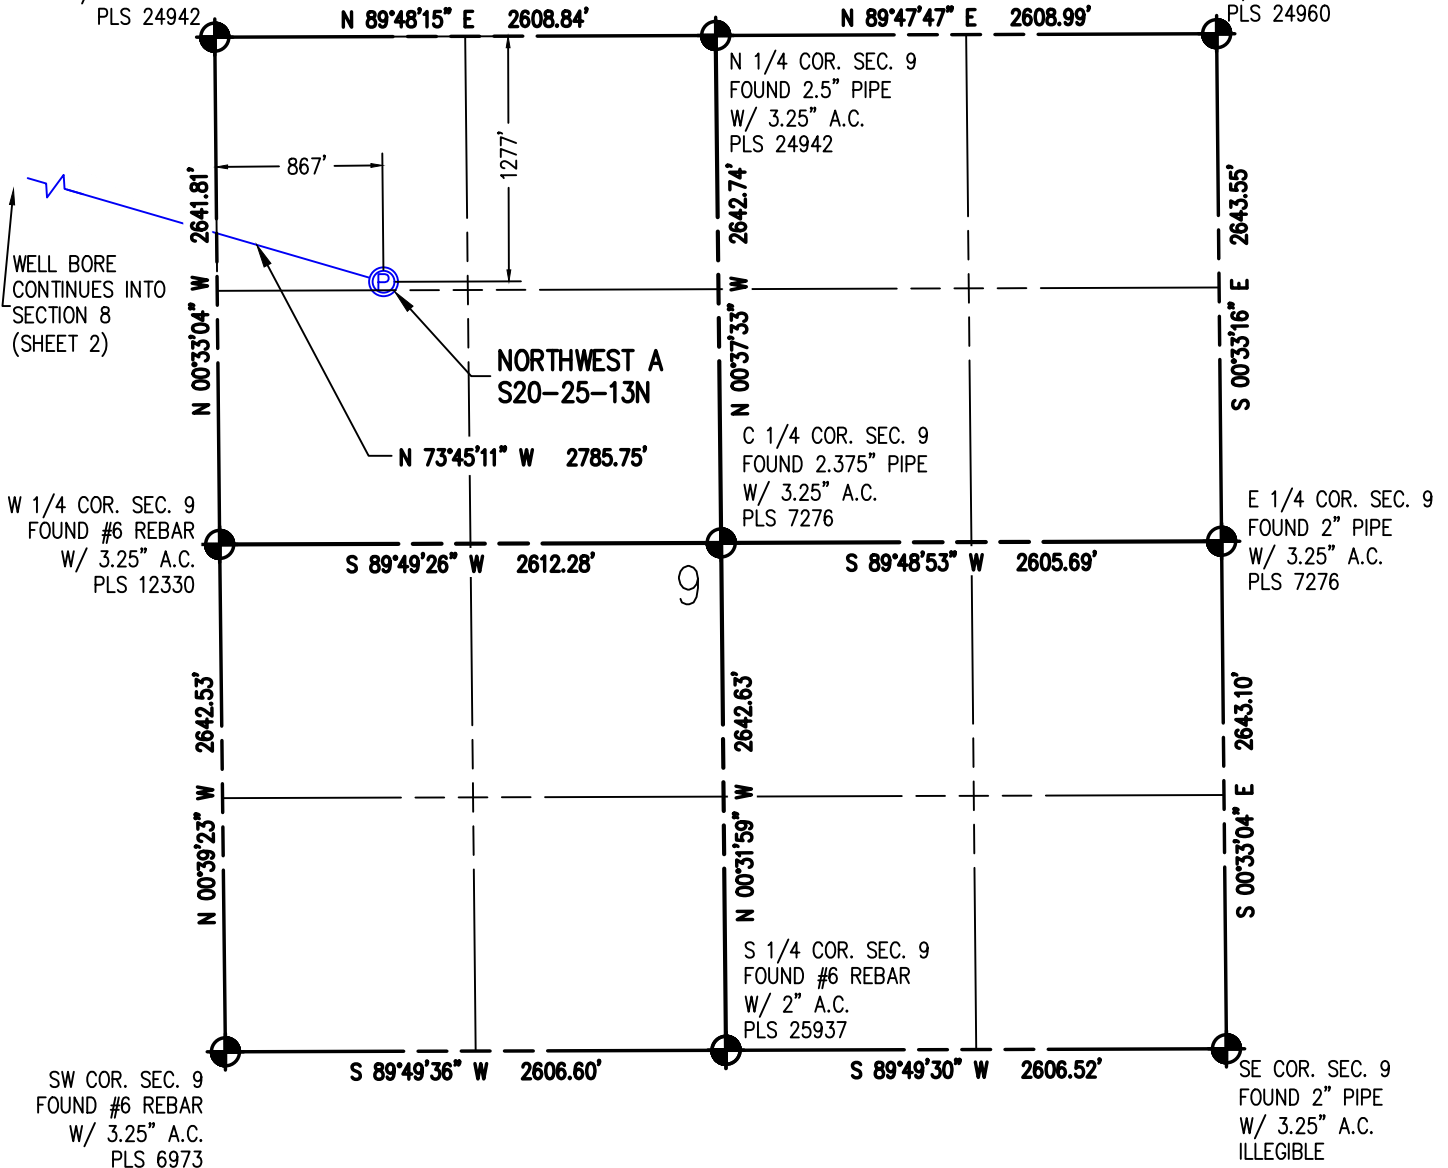 PLS 24942
N 89°48'15" E 2608.84'
N 89°47'47" E 2608.99'
PLS 24960
N 1/4 COR. SEC. 9
FOUND 2.5" PIPE
W/ 3.25" A.C.
PLS 24942
867'
1277'
N 00°33'04" W 2641.81'
N 00°37'33" W 2642.74'
S 00°33'16" E 2643.55'
WELL BORE
CONTINUES INTO
SECTION 8
(SHEET 2)
P
NORTHWEST A
S20-25-13N
N 73°45'11" W 2785.75'
C 1/4 COR. SEC. 9
FOUND 2.375" PIPE
W/ 3.25" A.C.
PLS 7276
W 1/4 COR. SEC. 9
FOUND #6 REBAR
W/ 3.25" A.C.
PLS 12330
E 1/4 COR. SEC. 9
FOUND 2" PIPE
W/ 3.25" A.C.
PLS 7276
S 89°49'26" W 2612.28'
S 89°48'53" W 2605.69'
9
N 00°39'23" W 2642.53'
N 00°31'59" W 2642.63'
S 00°33'04" E 2643.10'
S 1/4 COR. SEC. 9
FOUND #6 REBAR
W/ 2" A.C.
PLS 25937
S 89°49'36" W 2606.60'
S 89°49'30" W 2606.52'
SW COR. SEC. 9
FOUND #6 REBAR
W/ 3.25" A.C.
PLS 6973
SE COR. SEC. 9
FOUND 2" PIPE
W/ 3.25" A.C.
ILLEGIBLE